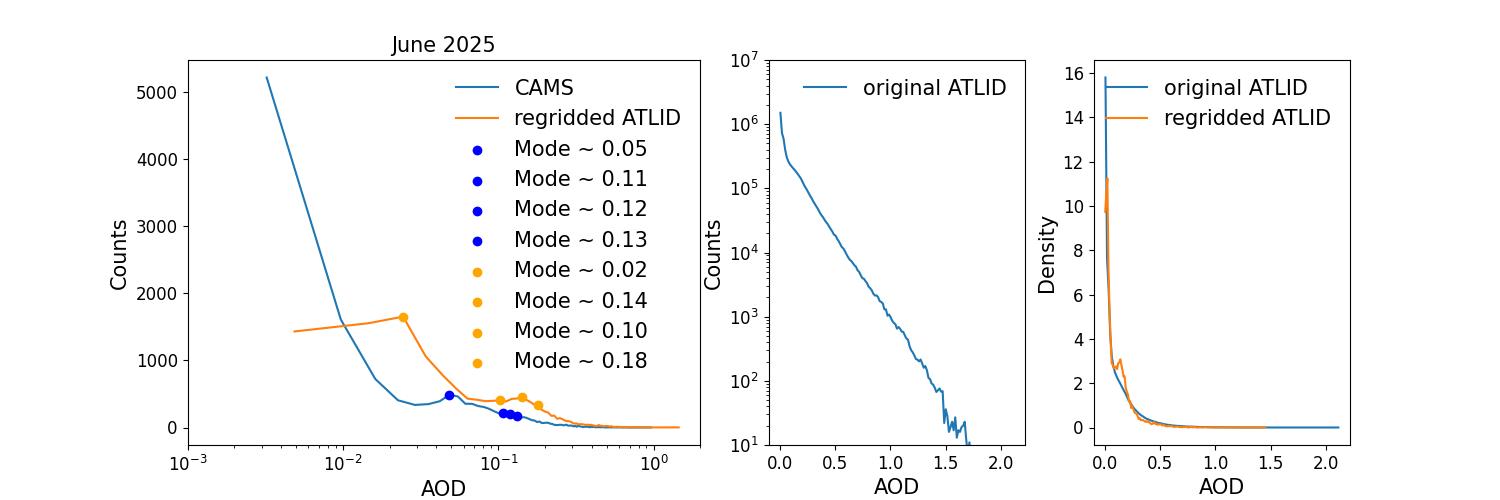 June 2025
5000
4000
3000
2000
1000
0
Counts
10⁻³
10⁻²
10⁻¹
10⁰
AOD
CAMS
regridded ATLID
Mode ~ 0.05
Mode ~ 0.11
Mode ~ 0.12
Mode ~ 0.13
Mode ~ 0.02
Mode ~ 0.14
Mode ~ 0.10
Mode ~ 0.18
10⁷
10⁶
10⁵
10⁴
10³
10²
10¹
Counts
original ATLID
0.0
0.5
1.0
1.5
2.0
AOD
16
14
12
10
8
6
4
2
0
Density
original ATLID
regridded ATLID
0.0
0.5
1.0
1.5
2.0
AOD